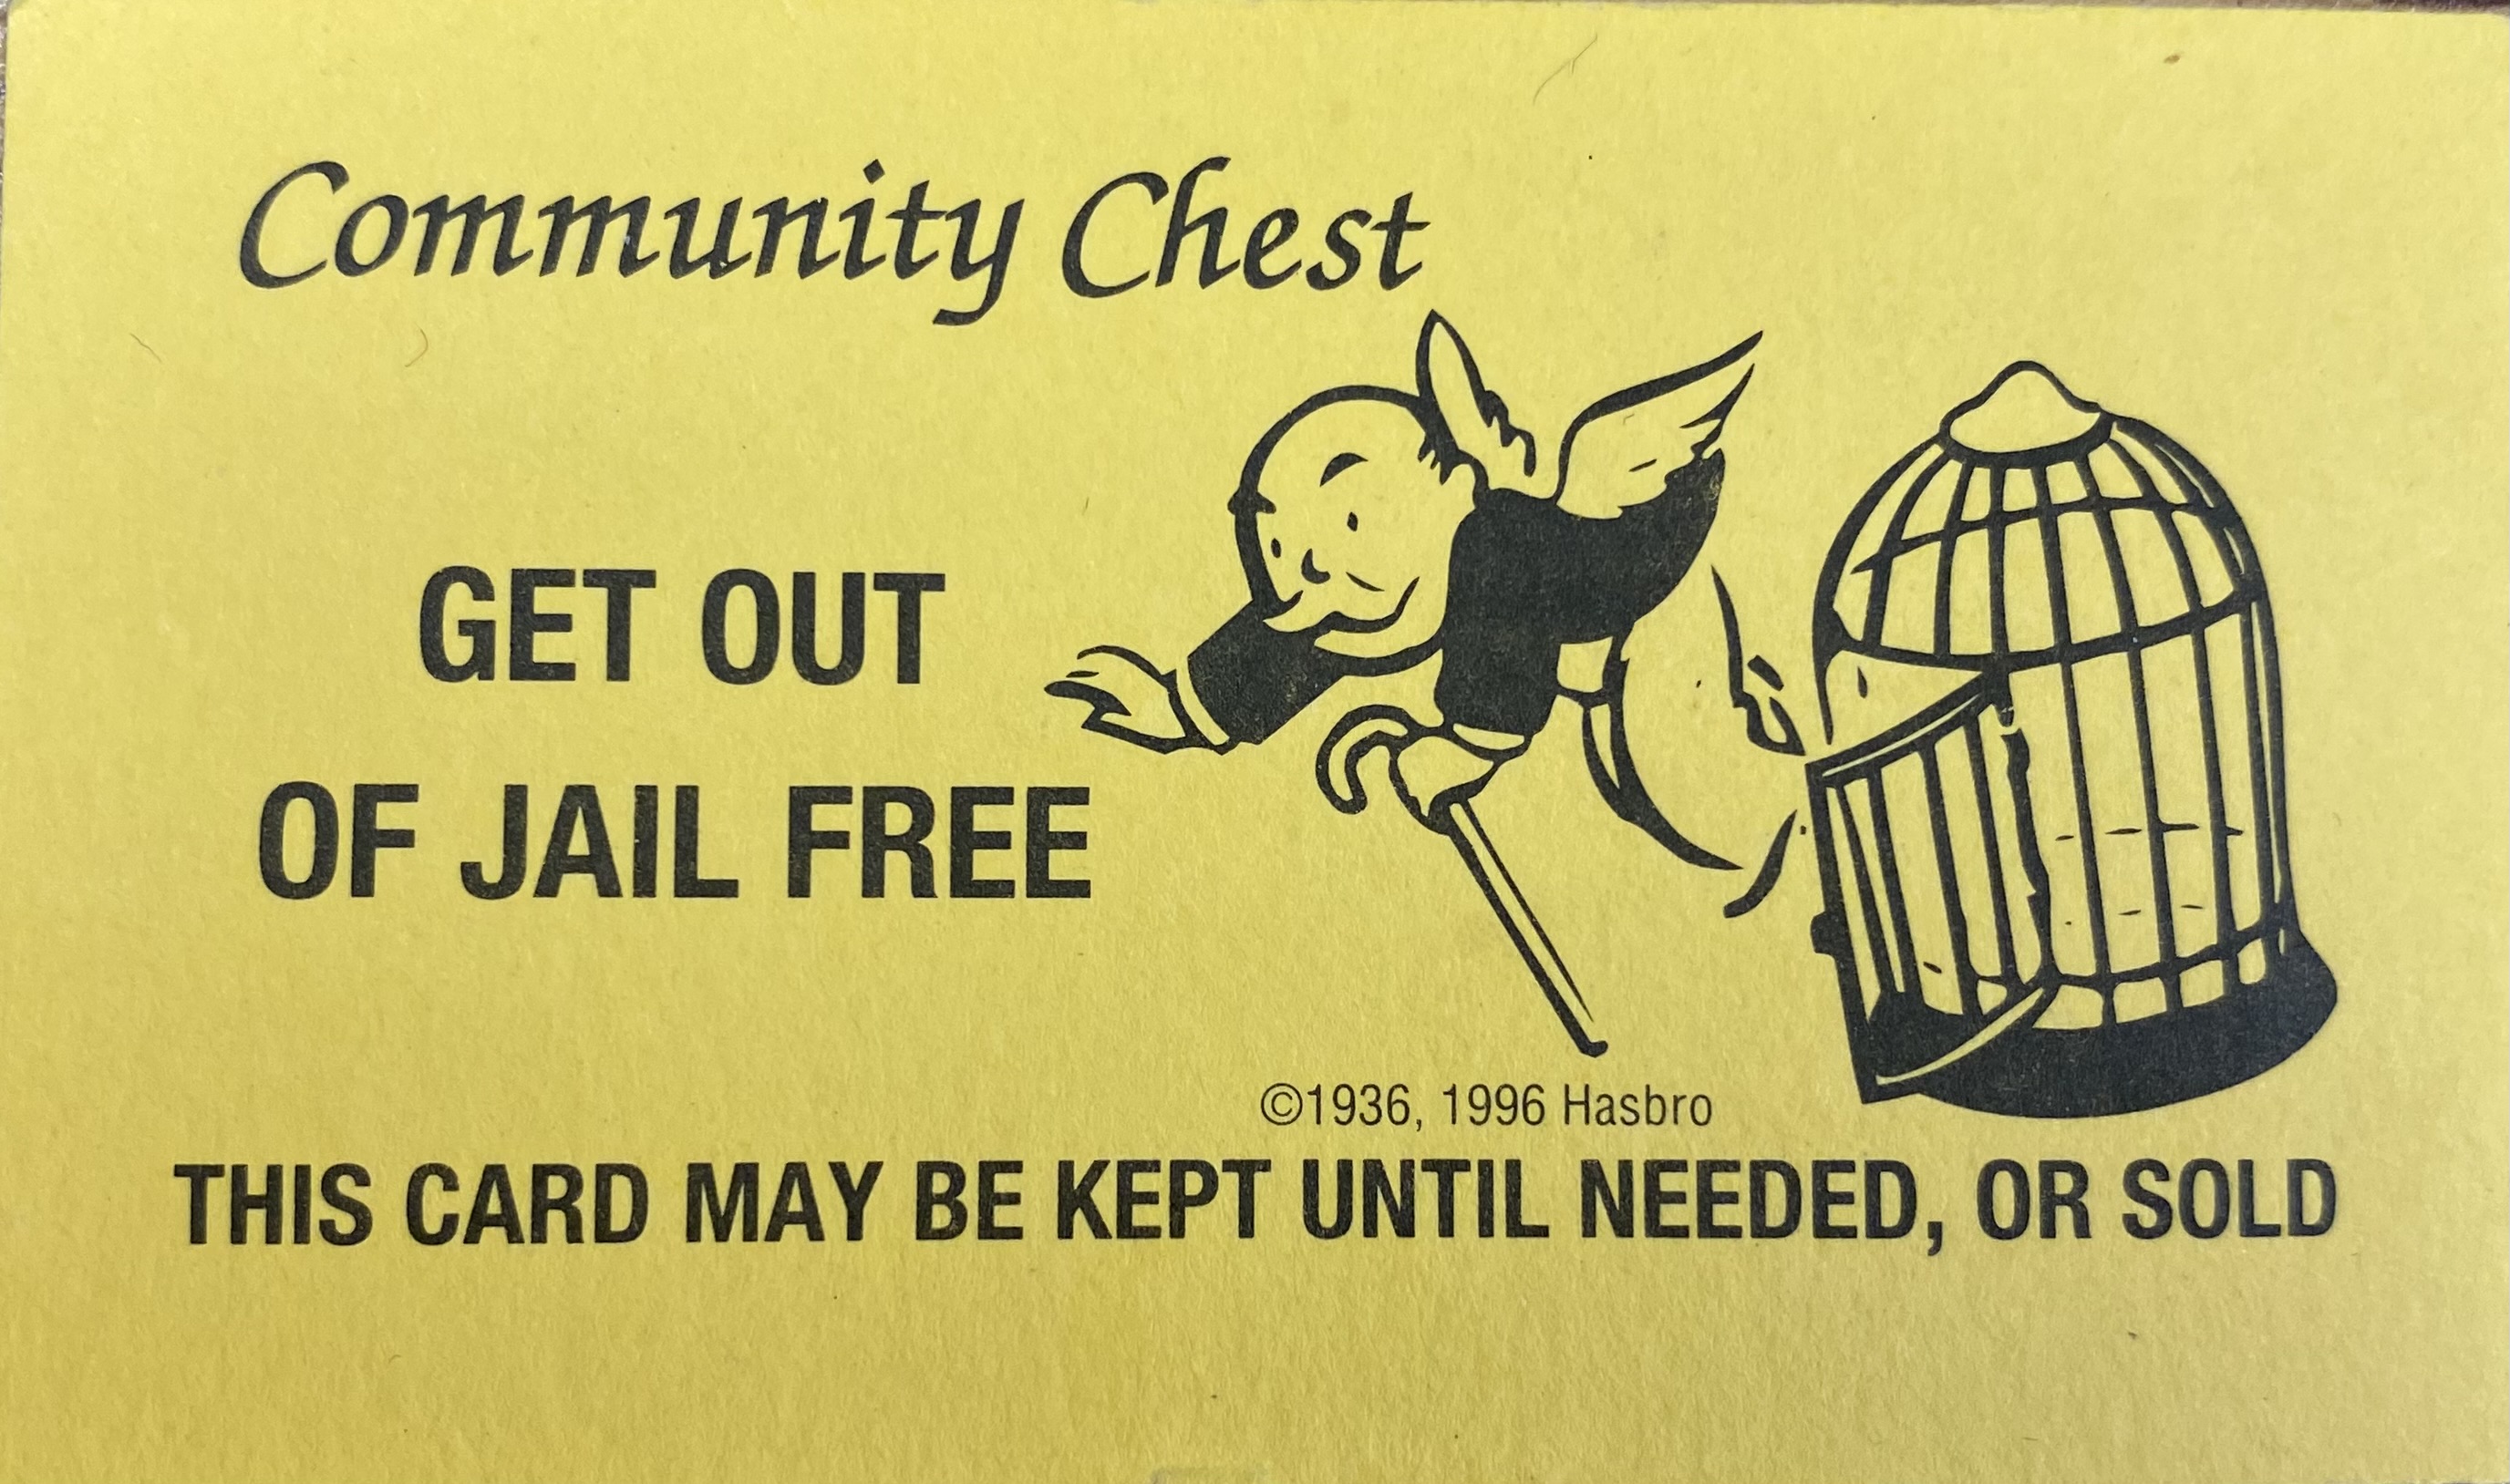 Community Chest
GET OUT
OF JAIL FREE
©1936, 1996 Hasbro
THIS CARD MAY BE KEPT UNTIL NEEDED, OR SOLD